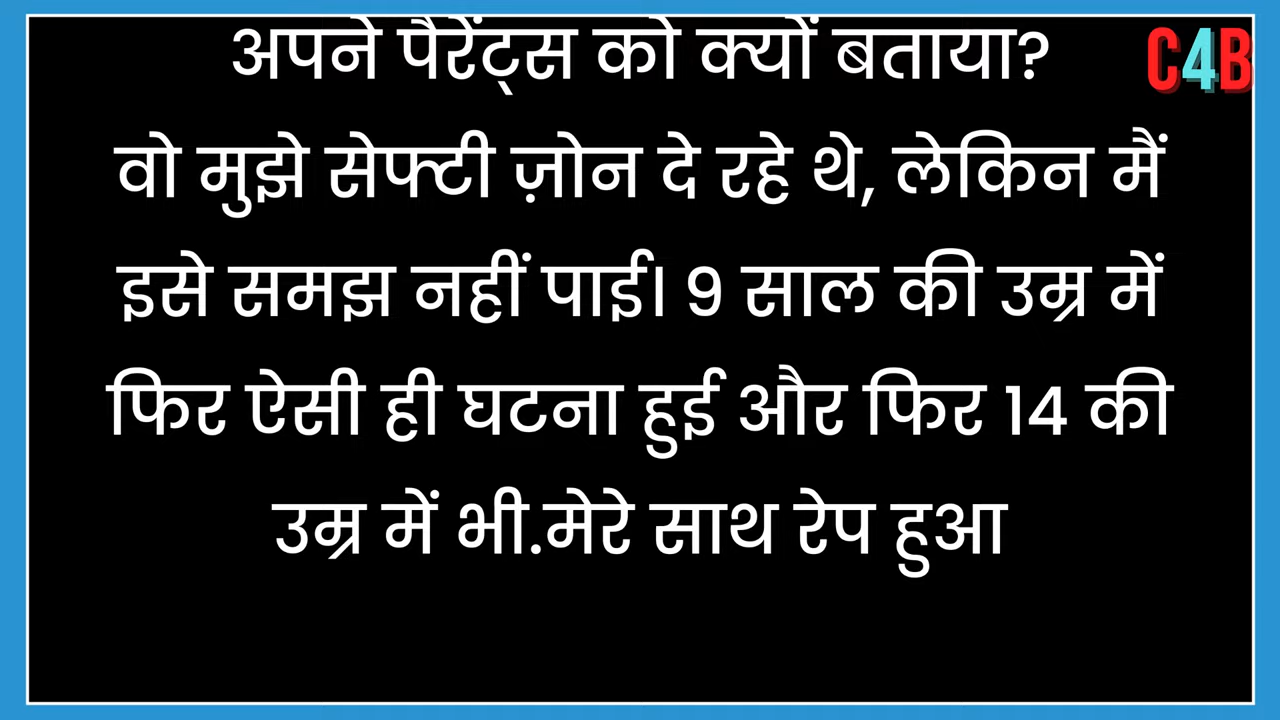 अपने पैरेंट्स को क्यों बताया?
C4B
वो मुझे सेफ्टी ज़ोन दे रहे थे, लेकिन मैं
इसे समझ नहीं पाई। 9 साल की उम्र में
फिर ऐसी ही घटना हुई और फिर 14 की
उम्र में भी.मेरे साथ रेप हुआ